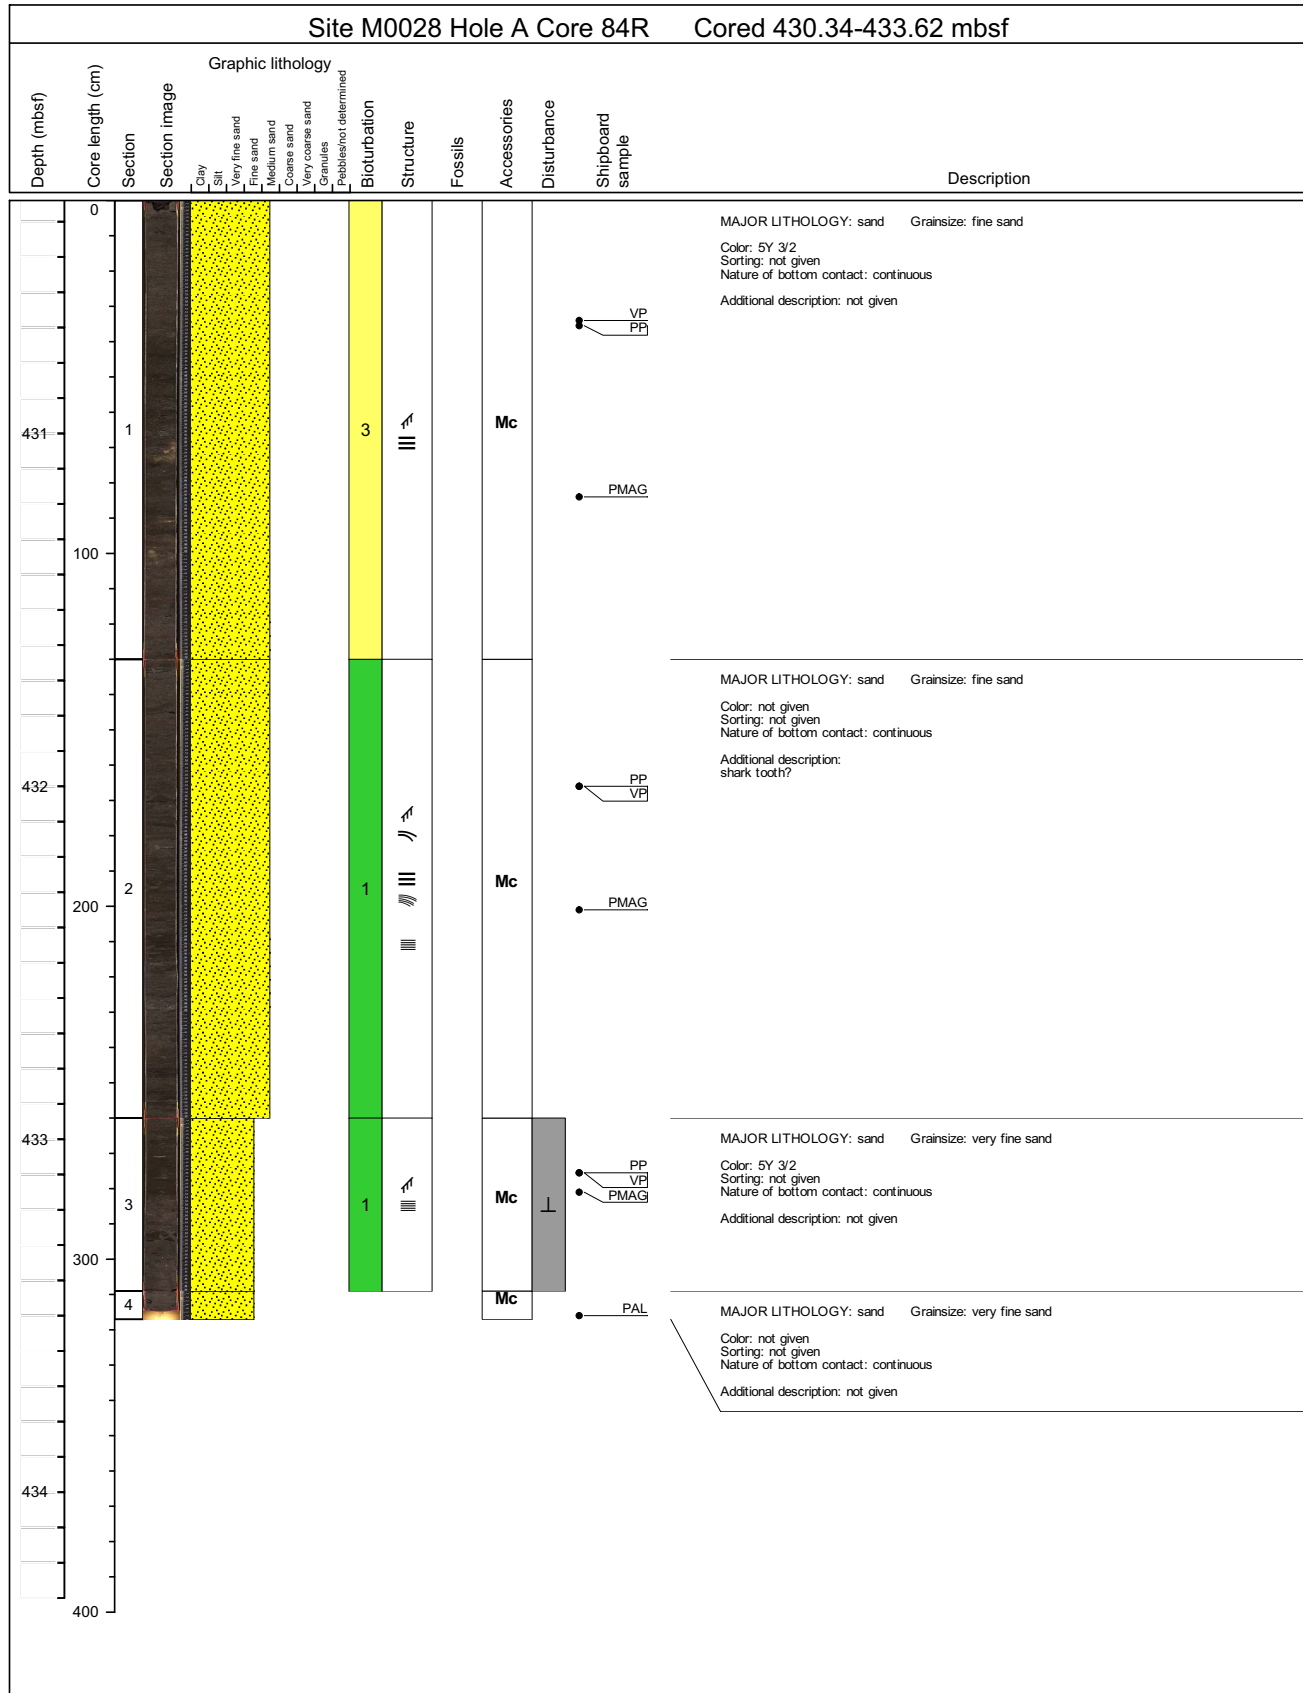 Site M0028 Hole A Core 84R Cored 430.34-433.62 mbsf
Graphic lithology
Depth (mbsf)
Core length (cm)
Section
Section image
Clay
Silt
Very fine sand
Fine sand
Medium sand
Coarse sand
Very coarse sand
Granules
Pebbles/not determined
Bioturbation
Structure
Fossils
Accessories
Disturbance
Shipboard
sample
Description
0
MAJOR LITHOLOGY: sand Grainsize: fine sand
Color: 5Y 3/2
Sorting: not given
Nature of bottom contact: continuous
Additional description: not given
VP
PP
431
1
3
Mc
PMAG
100
MAJOR LITHOLOGY: sand Grainsize: fine sand
Color: not given
Sorting: not given
Nature of bottom contact: continuous
Additional description:
shark tooth?
432
PP
VP
2
1
Mc
200
PMAG
433
MAJOR LITHOLOGY: sand Grainsize: very fine sand
Color: 5Y 3/2
Sorting: not given
Nature of bottom contact: continuous
Additional description: not given
PP
VP
PMAG
3
1
Mc
300
4
Mc
PAL
MAJOR LITHOLOGY: sand Grainsize: very fine sand
Color: not given
Sorting: not given
Nature of bottom contact: continuous
Additional description: not given
434
400